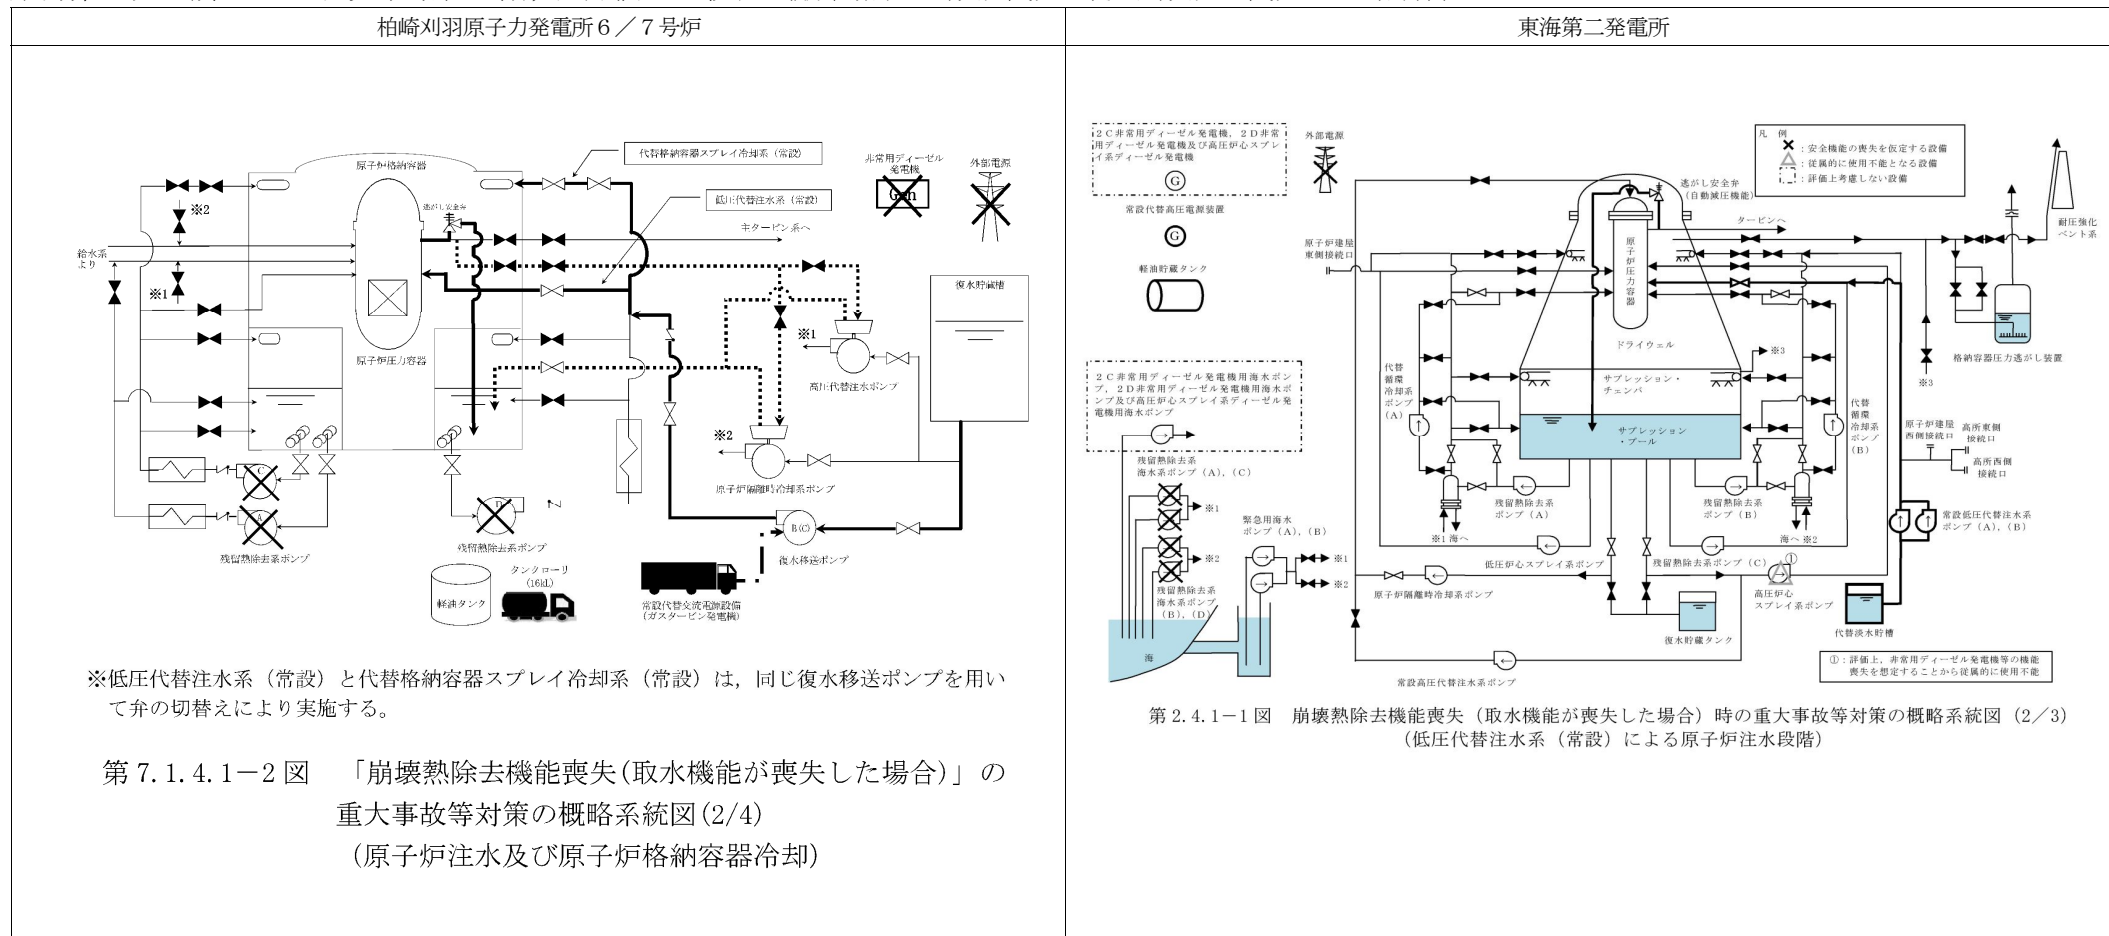 柏崎刈羽原子力発電所6／7号炉
原子炉格納容器
代替格納容器スプレイ冷却系（常設）
低圧代替注水系（常設）
非常用ディーゼル
発電機
Gen
外部電源
※2
逃がし安全弁
主タービン系へ
給水系
より
※1
復水貯蔵槽
原子炉圧力容器
※1
高圧代替注水ポンプ
※2
原子炉隔離時冷却系ポンプ
C
A
D
B(C)
残留熱除去系ポンプ
残留熱除去系ポンプ
復水移送ポンプ
軽油タンク
タンクローリ
(16kL)
常設代替交流電源設備
(ガスタービン発電機)
※低圧代替注水系（常設）と代替格納容器スプレイ冷却系（常設）は，同じ復水移送ポンプを用い
て弁の切替えにより実施する。
第 7.1.4.1－2 図　「崩壊熱除去機能喪失(取水機能が喪失した場合)」の
重大事故等対策の概略系統図(2/4)
（原子炉注水及び原子炉格納容器冷却）
東海第二発電所
２Ｃ非常用ディーゼル発電機，２Ｄ非常
用ディーゼル発電機及び高圧炉心スプレ
イ系ディーゼル発電機
G
常設代替高圧電源装置
G
軽油貯蔵タンク
外部電源
凡　例
：安全機能の喪失を仮定する設備
：従属的に使用不能となる設備
：評価上考慮しない設備
逃がし安全弁
（自動減圧機能）
タービンへ
耐圧強化
ベント系
原子炉建屋
東側接続口
原子炉圧力容器
ドライウェル
※3
格納容器圧力逃がし装置
※3
２Ｃ非常用ディーゼル発電機用海水ポン
プ，２Ｄ非常用ディーゼル発電機用海水ポ
ンプ及び高圧炉心スプレイ系ディーゼル発
電機用海水ポンプ
代替
循環
冷却系
ポンプ
（A）
サプレッション・
チェンバ
サプレッション
・プール
代替
循環
冷却系
ポンプ
（B）
原子炉建屋
西側接続口
高所東側
接続口
高所西側
接続口
残留熱除去系
海水系ポンプ（A），（C）
※1
※2
残留熱除去系
海水系ポンプ
（B），（D）
緊急用海水
ポンプ（A），（B）
※1
※2
海
残留熱除去系
ポンプ（A）
残留熱除去系
ポンプ（B）
※1 海へ
海へ ※2
常設低圧代替注水系
ポンプ（A），（B）
低圧炉心スプレイ系ポンプ
残留熱除去系ポンプ（C）
①
原子炉隔離時冷却系ポンプ
高圧炉心
スプレイ系ポンプ
復水貯蔵タンク
代替淡水貯槽
常設高圧代替注水系ポンプ
①：評価上，非常用ディーゼル発電機等の機能
喪失を想定することから従属的に使用不能
第 2.4.1－1 図　崩壊熱除去機能喪失（取水機能が喪失した場合）時の重大事故等対策の概略系統図（2／3）
（低圧代替注水系（常設）による原子炉注水段階）